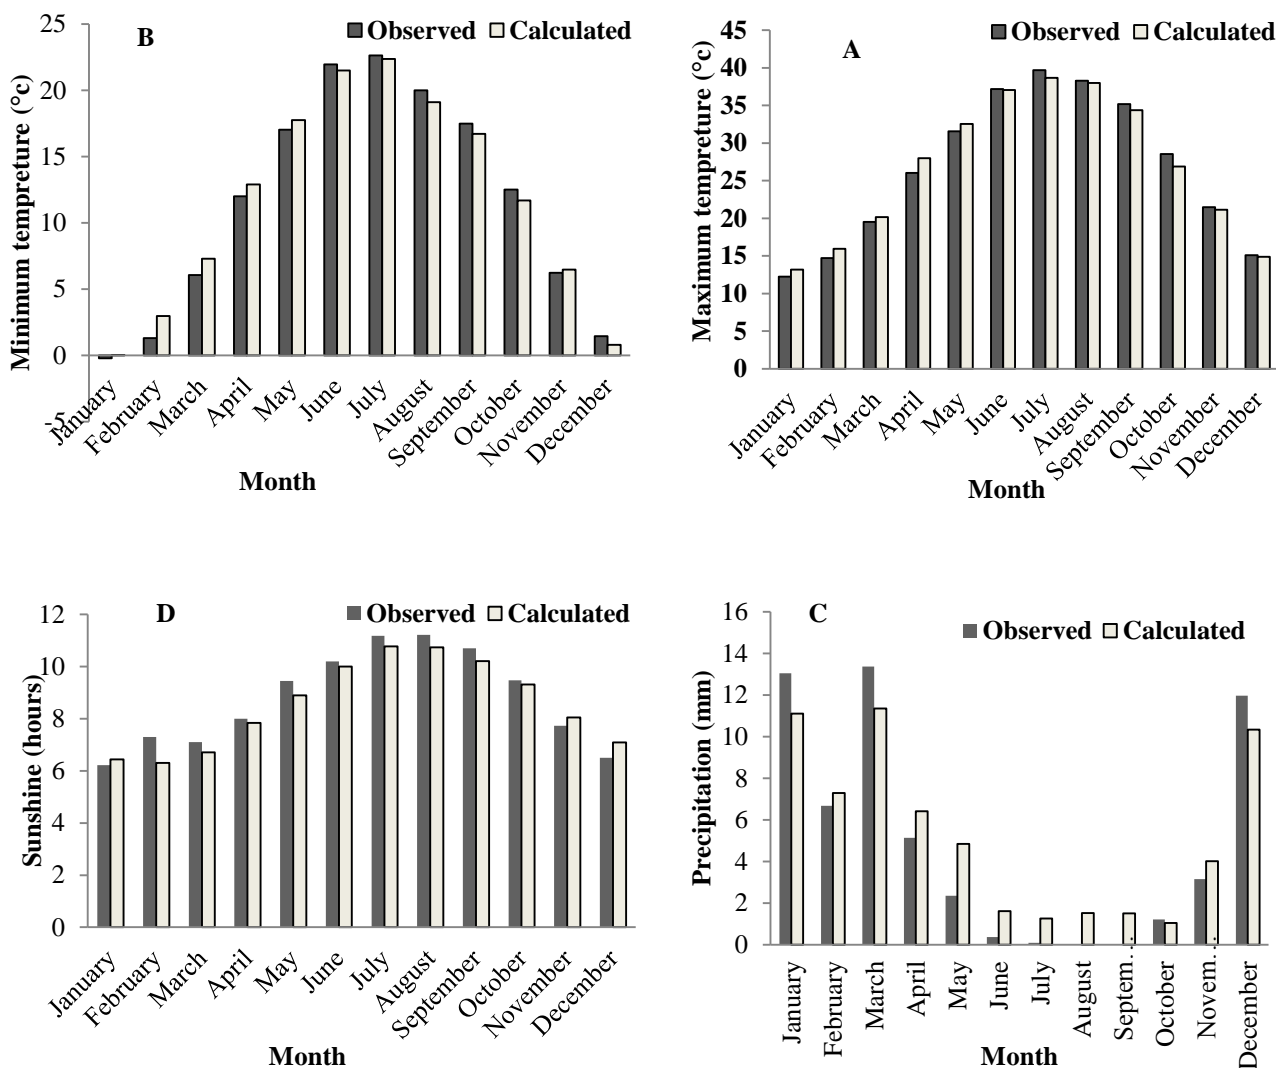 B
Observed Calculated
Minimum tempreture (°c)
25
20
15
10
5
0
-5
January February March April May June July August September October November December
Month
A
Observed Calculated
Maximum tempreture (°c)
45
40
35
30
25
20
15
10
5
0
January February March April May June July August September October November December
Month
D
Observed Calculated
Sunshine (hours)
12
10
8
6
4
2
0
January February March April May June July August September October November December
Month
C
Observed Calculated
Precipitation (mm)
16
14
12
10
8
6
4
2
0
January February March April May June July August Septem… October Novem… December
Month